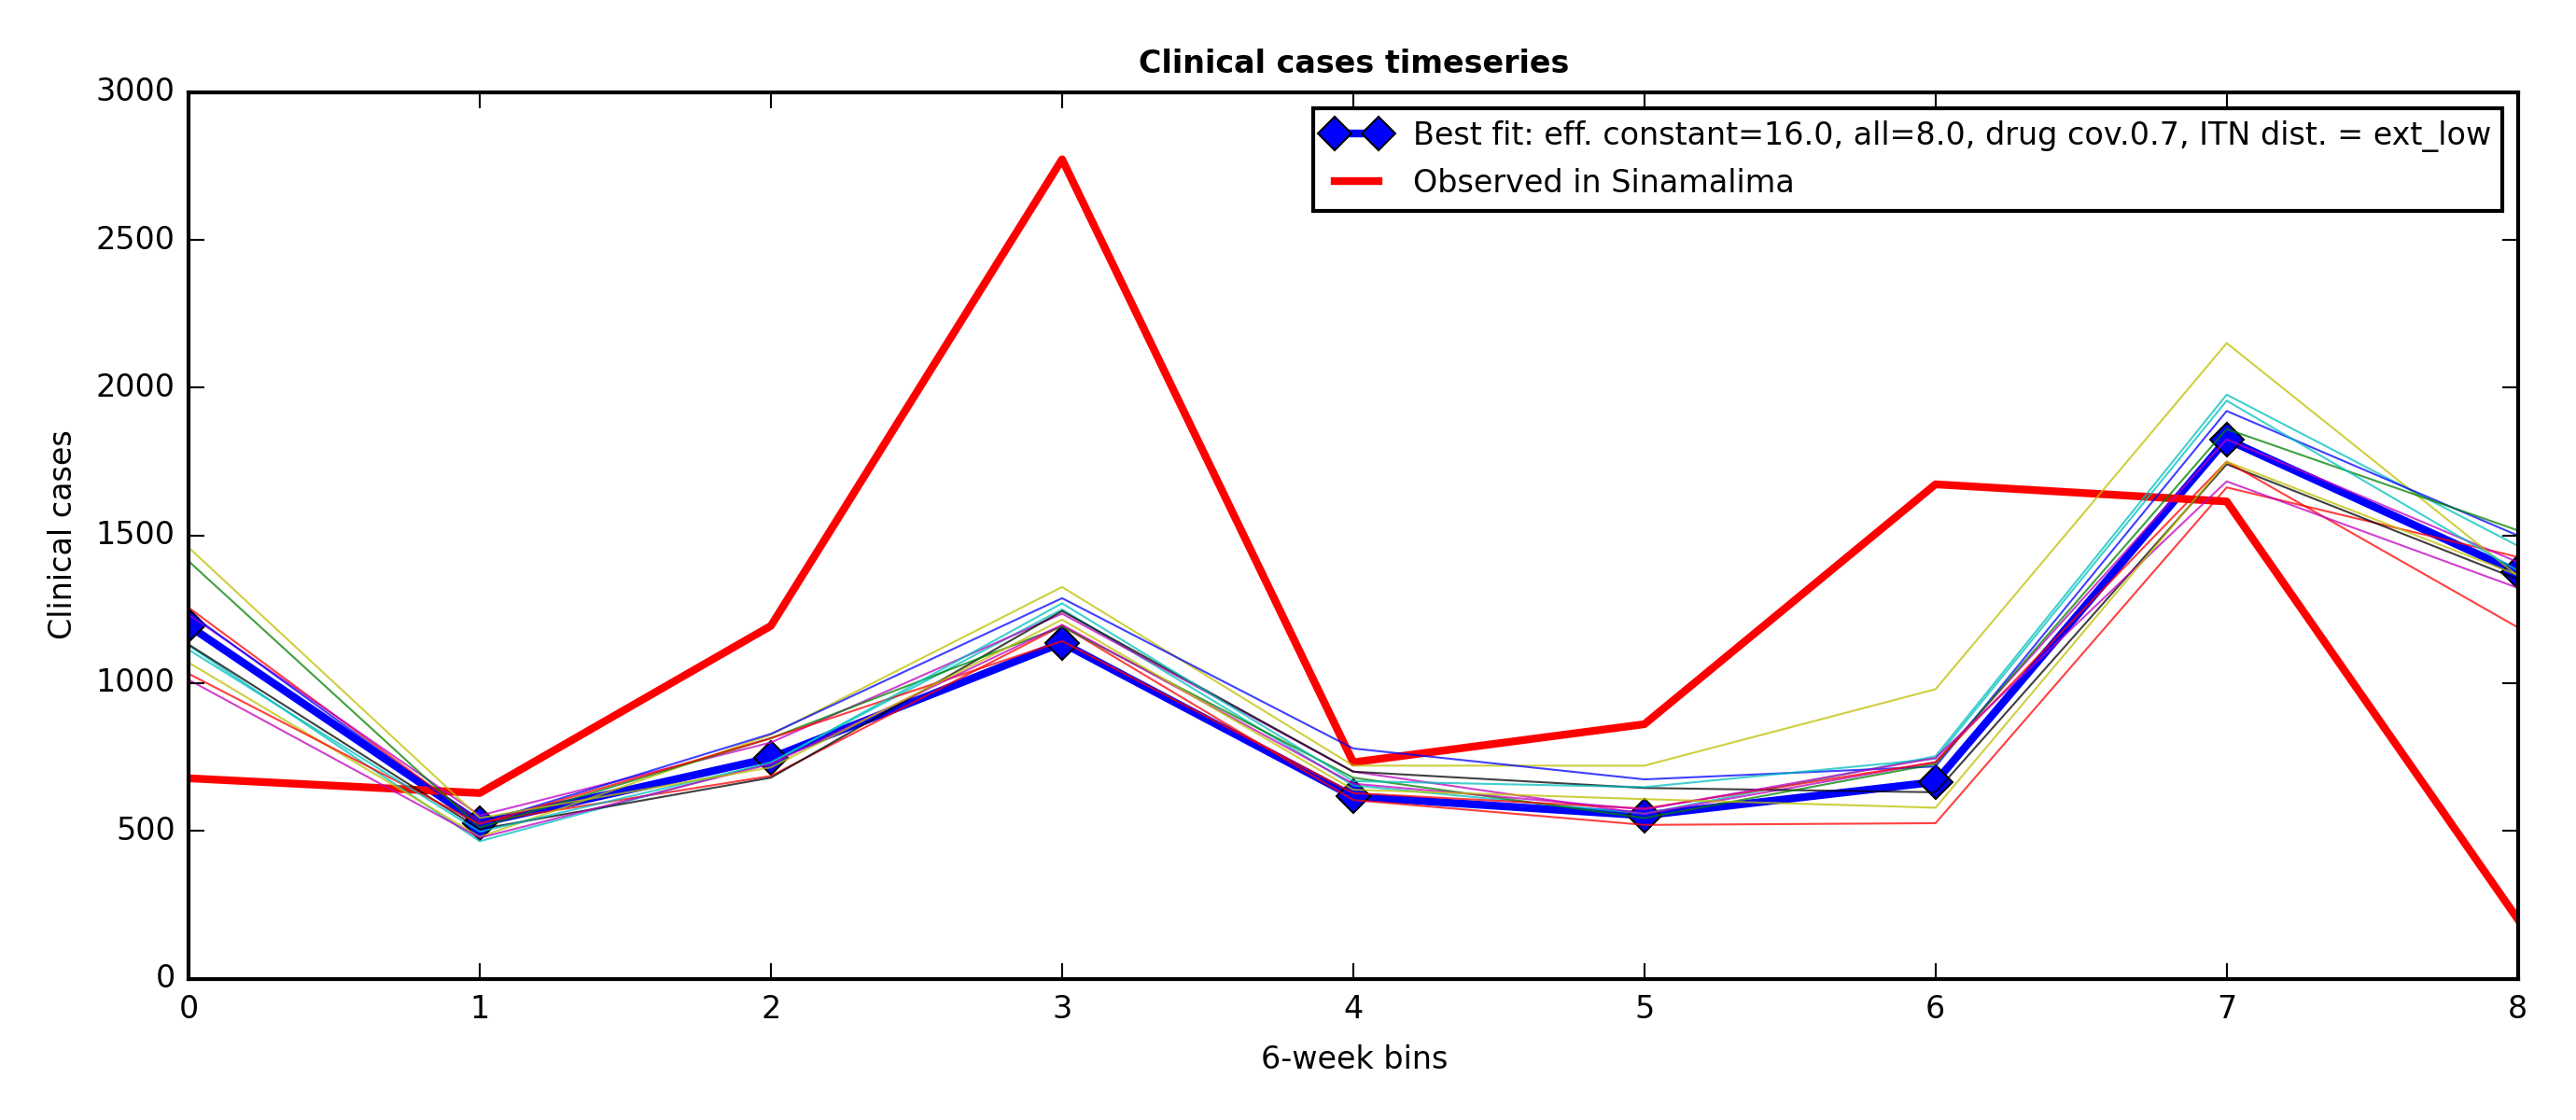 Clinical cases timeseries
3000
2500
2000
1500
1000
500
0
Clinical cases
Best fit: eff. constant=16.0, all=8.0, drug cov.0.7, ITN dist. = ext_low
Observed in Sinamalima
0 1 2 3 4 5 6 7 8
6-week bins